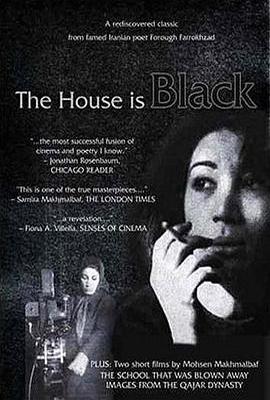 A rediscovered classic
from famed Iranian poet Forough Farrokhzad
The House is Black
"...the most successful fusion of
cinema and poetry I know."
- Jonathan Rosenbaum,
CHICAGO READER
"This is one of the true masterpieces...."
- Samira Makhmalbaf, THE LONDON TIMES
...a revelation..."
- Fiona A. Villella, SENSES OF CINEMA
PLUS: Two short films by Mohsen Makhmalbaf
THE SCHOOL THAT WAS BLOWN AWAY
IMAGES FROM THE QAJAR DYNASTY